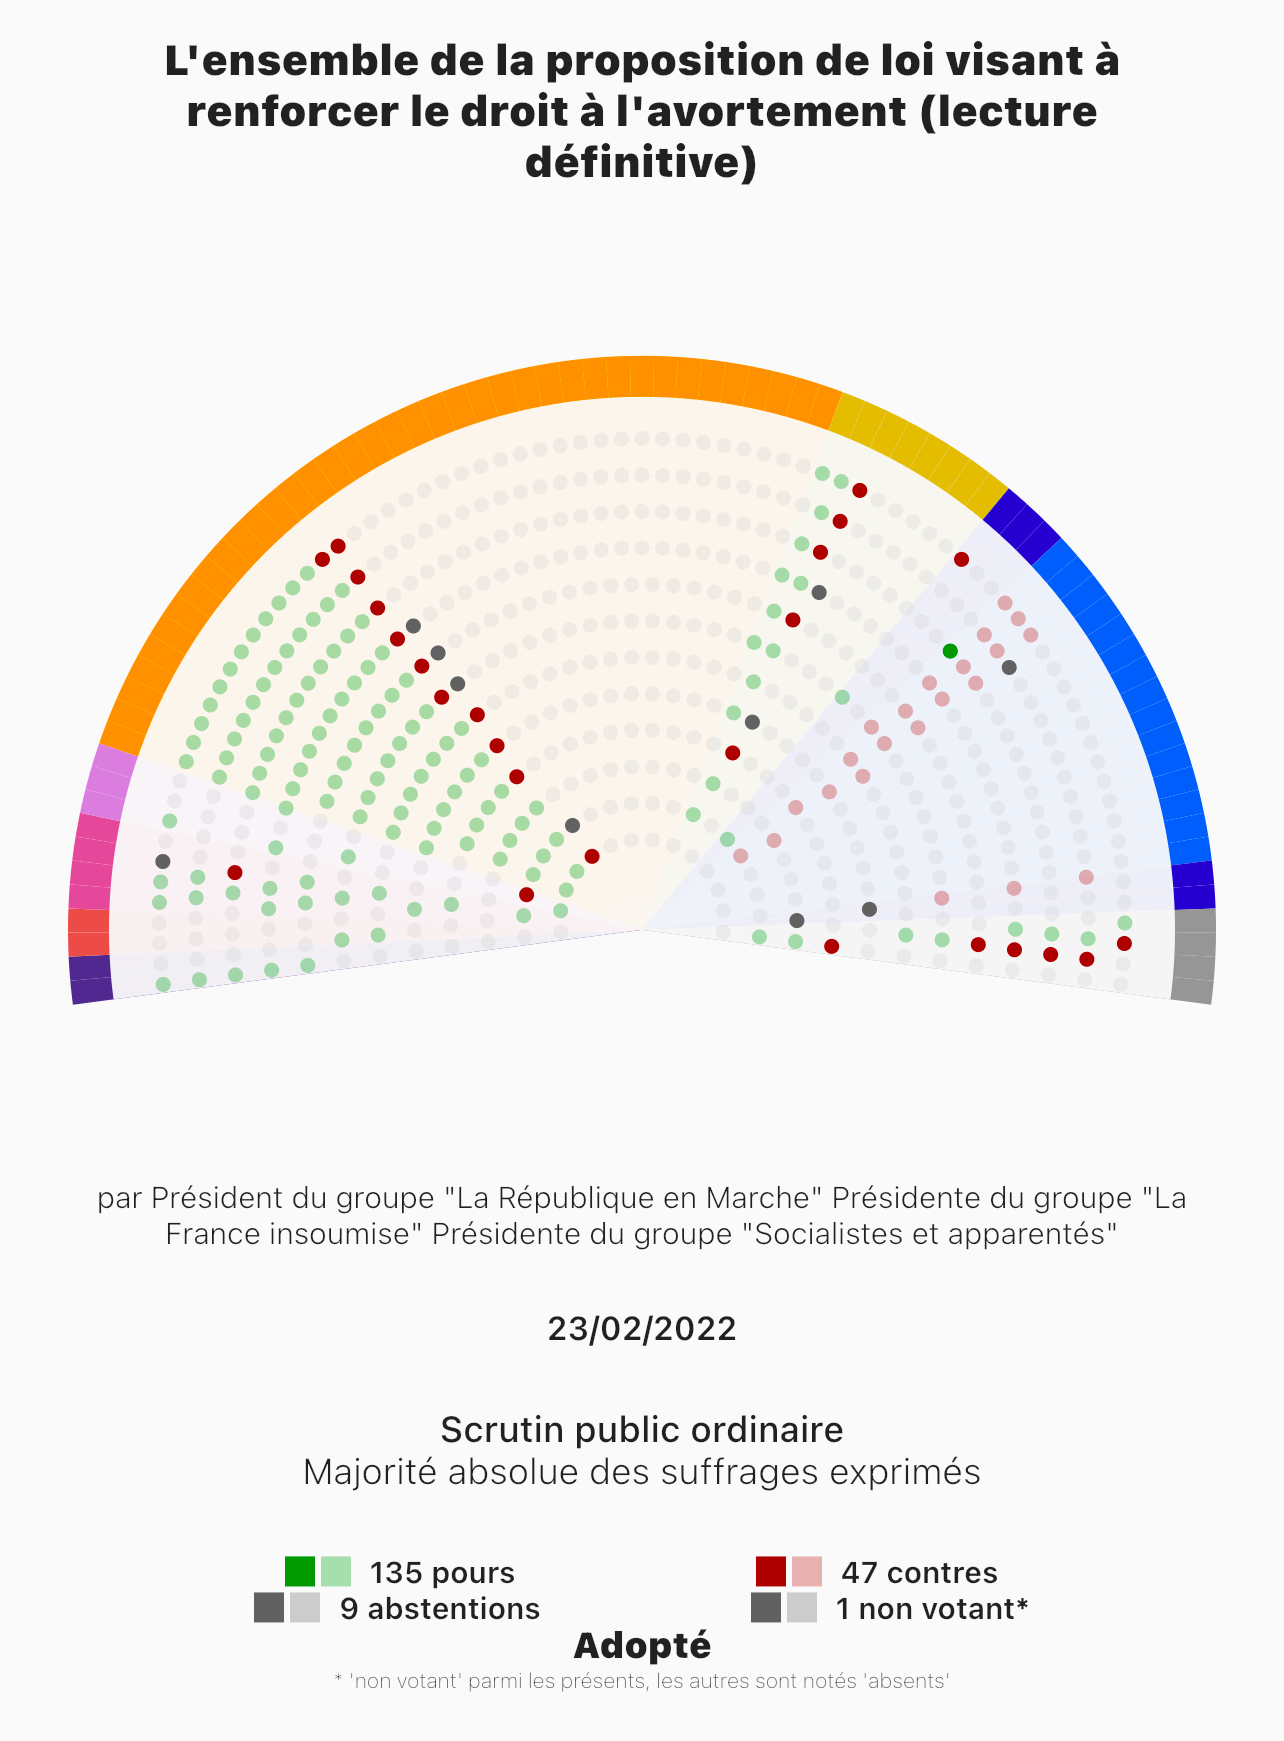 L'ensemble de la proposition de loi visant à
renforcer le droit à l'avortement (lecture
définitive)
par Président du groupe "La République en Marche" Présidente du groupe "La
France insoumise" Présidente du groupe "Socialistes et apparentés"
23/02/2022
Scrutin public ordinaire
Majorité absolue des suffrages exprimés
135 pours
47 contres
9 abstentions
1 non votant*
Adopté
* 'non votant' parmi les présents, les autres sont notés 'absents'